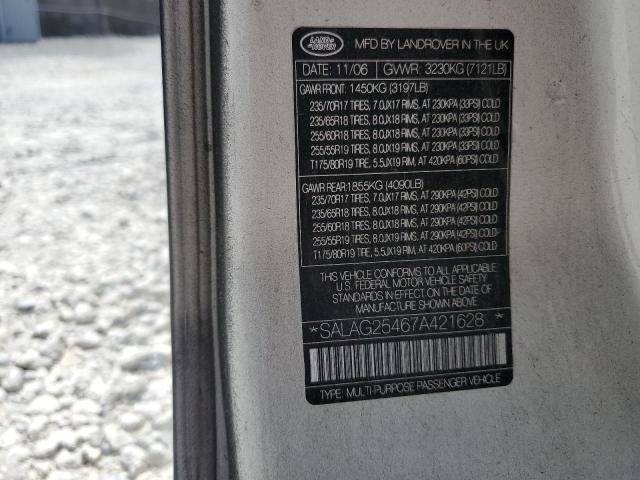 LAND ROVER
MFD BY LANDROVER IN THE UK
DATE: 11/06 GVWR: 3230KG (7121LB)
GAWR FRONT: 1450KG (3197LB)
235/70R17 TIRES, 7.0JX17 RIMS, AT 230KPA (33PSI) COLD
235/65R18 TIRES, 8.0JX18 RIMS, AT 230KPA (33PSI) COLD
255/60R18 TIRES, 8.0JX18 RIMS, AT 230KPA (33PSI) COLD
255/55R19 TIRES, 8.0JX19 RIMS, AT 230KPA (33PSI) COLD
T175/80R19 TIRE, 5.5JX19 RIM, AT 420KPA (60PSI) COLD
GAWR REAR:1855KG (4090LB)
235/70R17 TIRES, 7.0JX17 RIMS, AT 290KPA (42PSI) COLD
235/65R18 TIRES, 8.0JX18 RIMS, AT 290KPA (42PSI) COLD
255/60R18 TIRES, 8.0JX18 RIMS, AT 290KPA (42PSI) COLD
255/55R19 TIRES, 8.0JX19 RIMS, AT 290KPA (42PSI) COLD
T175/80R19 TIRE, 5.5JX19 RIM, AT 420KPA (60PSI) COLD
THIS VEHICLE CONFORMS TO ALL APPLICABLE
U.S. FEDERAL MOTOR VEHICLE SAFETY
STANDARDS IN EFFECT ON THE DATE OF
MANUFACTURE SHOWN ABOVE
*SALAG25467A421628*
TYPE: MULTI-PURPOSE PASSENGER VEHICLE